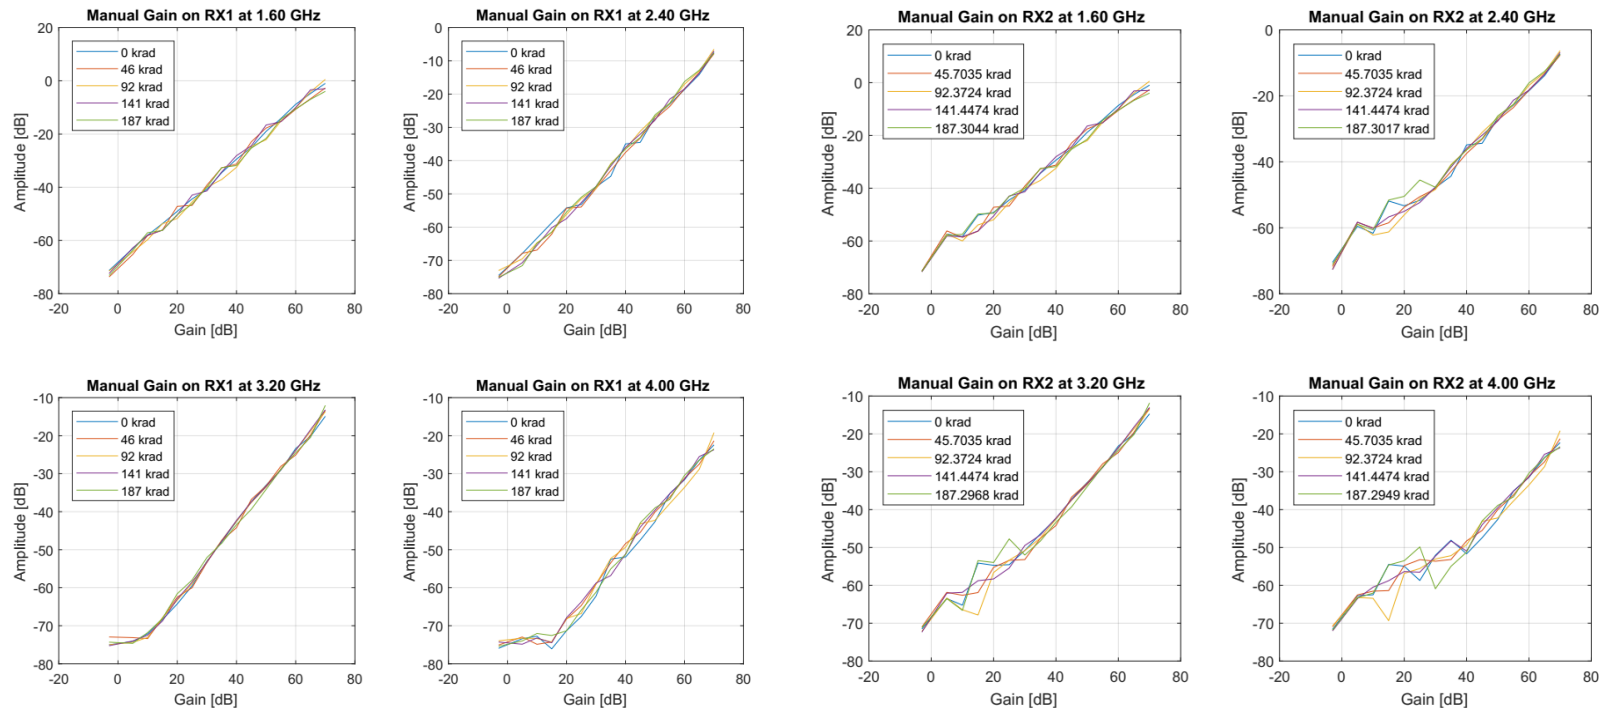 Manual Gain on RX1 at 1.60 GHz
20
0
-20
-40
-60
-80
Amplitude [dB]
0 krad
46 krad
92 krad
141 krad
187 krad
-20 0 20 40 60 80
Gain [dB]
Manual Gain on RX1 at 2.40 GHz
0
-10
-20
-30
-40
-50
-60
-70
-80
Amplitude [dB]
0 krad
46 krad
92 krad
141 krad
187 krad
-20 0 20 40 60 80
Gain [dB]
Manual Gain on RX2 at 1.60 GHz
20
0
-20
-40
-60
-80
Amplitude [dB]
0 krad
45.7035 krad
92.3724 krad
141.4474 krad
187.3044 krad
-20 0 20 40 60 80
Gain [dB]
Manual Gain on RX2 at 2.40 GHz
0
-20
-40
-60
-80
Amplitude [dB]
0 krad
45.7035 krad
92.3724 krad
141.4474 krad
187.3017 krad
-20 0 20 40 60 80
Gain [dB]
Manual Gain on RX1 at 3.20 GHz
-10
-20
-30
-40
-50
-60
-70
-80
Amplitude [dB]
0 krad
46 krad
92 krad
141 krad
187 krad
-20 0 20 40 60 80
Gain [dB]
Manual Gain on RX1 at 4.00 GHz
-10
-20
-30
-40
-50
-60
-70
-80
Amplitude [dB]
0 krad
46 krad
92 krad
141 krad
187 krad
-20 0 20 40 60 80
Gain [dB]
Manual Gain on RX2 at 3.20 GHz
-10
-20
-30
-40
-50
-60
-70
-80
Amplitude [dB]
0 krad
45.7035 krad
92.3724 krad
141.4474 krad
187.2968 krad
-20 0 20 40 60 80
Gain [dB]
Manual Gain on RX2 at 4.00 GHz
-10
-20
-30
-40
-50
-60
-70
-80
Amplitude [dB]
0 krad
45.7035 krad
92.3724 krad
141.4474 krad
187.2949 krad
-20 0 20 40 60 80
Gain [dB]